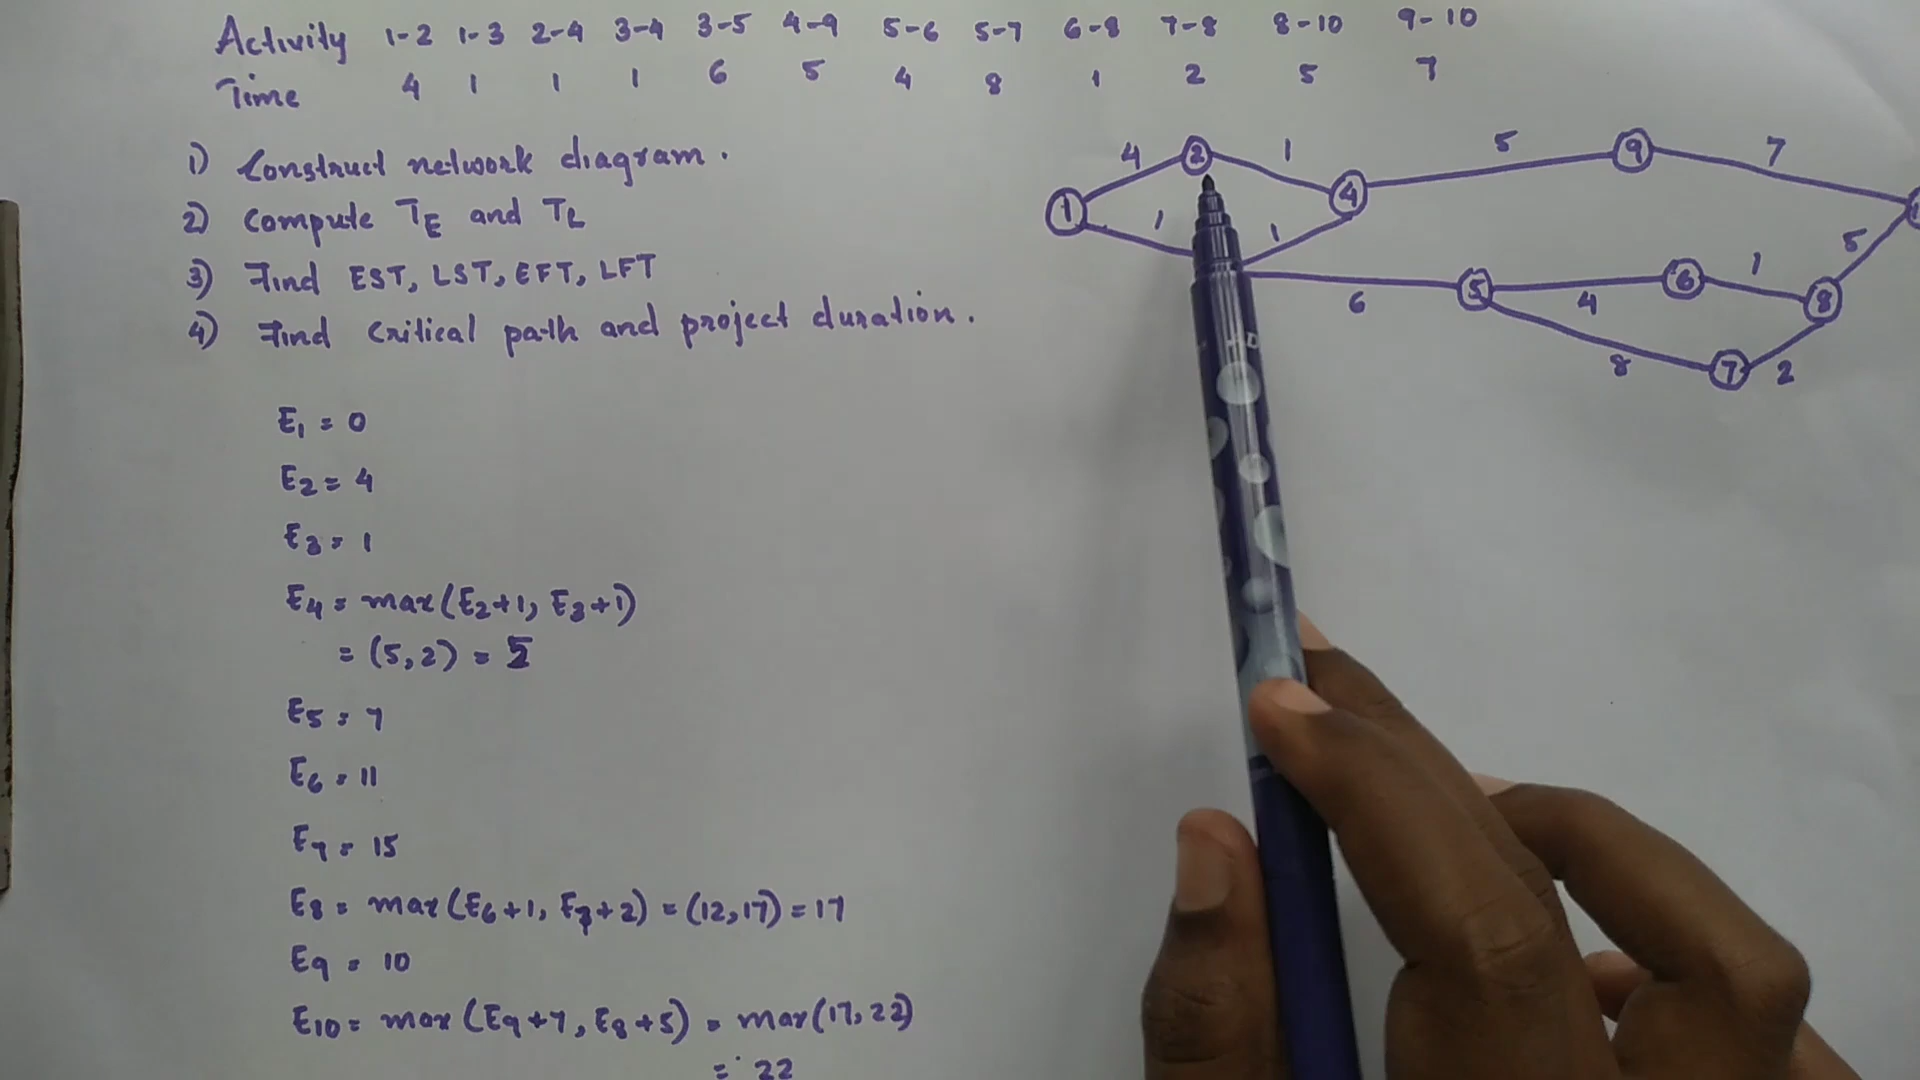 Activity 1-2 1-3 2-4 3-4 3-5 4-9 5-6 5-7 6-8 7-8 8-10 9-10
Time 4 1 1 1 6 5 4 8 1 2 5 7
1) Construct network diagram.
2) Compute TE and TL
3) Find EST, LST, EFT, LFT
4) Find critical path and project duration.
E1 = 0
E2 = 4
E3 = 1
E4 = max(E2+1, E3+1)
= (5,2) = 5
E5 = 7
E6 = 11
E7 = 15
E8 = max(E6+1, E7+2) = (12,17) = 17
E9 = 10
E10 = max(E9+7, E8+5) = max(17,22)
= 22
4 2 1 5 9 7
1 4
1 1 5
6 5 4 6 1 8
8 7 2